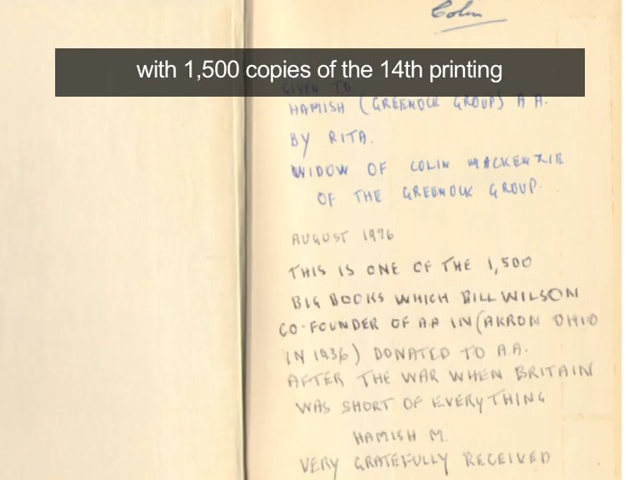 Colin
with 1,500 copies of the 14th printing
GIVEN TO
HAMISH (GREENOCK GROUP) A A.
BY RITA.
WIDOW OF COLIN MACKENZIE
OF THE GREENOCK GROUP.
AUGUST 1976
THIS IS ONE OF THE 1,500
BIG BOOKS WHICH BILL WILSON
CO-FOUNDER OF AA IN (AKRON OHIO
IN 1936) DONATED TO A A.
AFTER THE WAR WHEN BRITAIN
WAS SHORT OF EVERYTHING
HAMISH M.
VERY GRATEFULLY RECEIVED